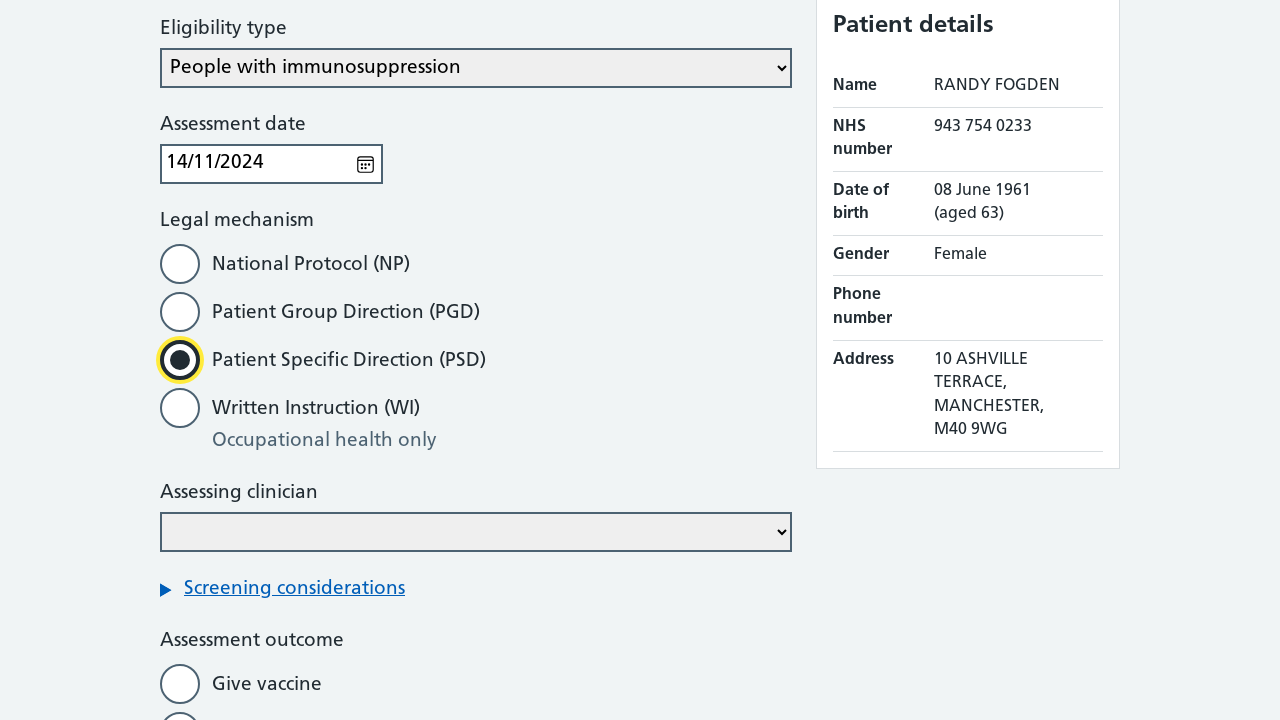 Eligibility type
People with immunosuppression
Assessment date
14/11/2024
Legal mechanism
National Protocol (NP)
Patient Group Direction (PGD)
Patient Specific Direction (PSD)
Written Instruction (WI)
Occupational health only
Assessing clinician
Screening considerations
Assessment outcome
Give vaccine
Patient details
Name RANDY FOGDEN
NHS 943 754 0233
number
Date of 08 June 1961
birth (aged 63)
Gender Female
Phone
number
Address 10 ASHVILLE
TERRACE,
MANCHESTER,
M40 9WG